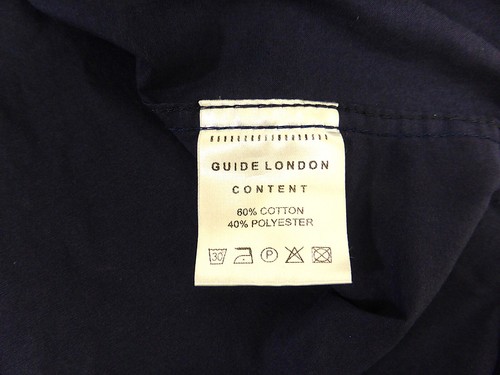 GUIDE LONDON
CONTENT
60% COTTON
40% POLYESTER
30 P